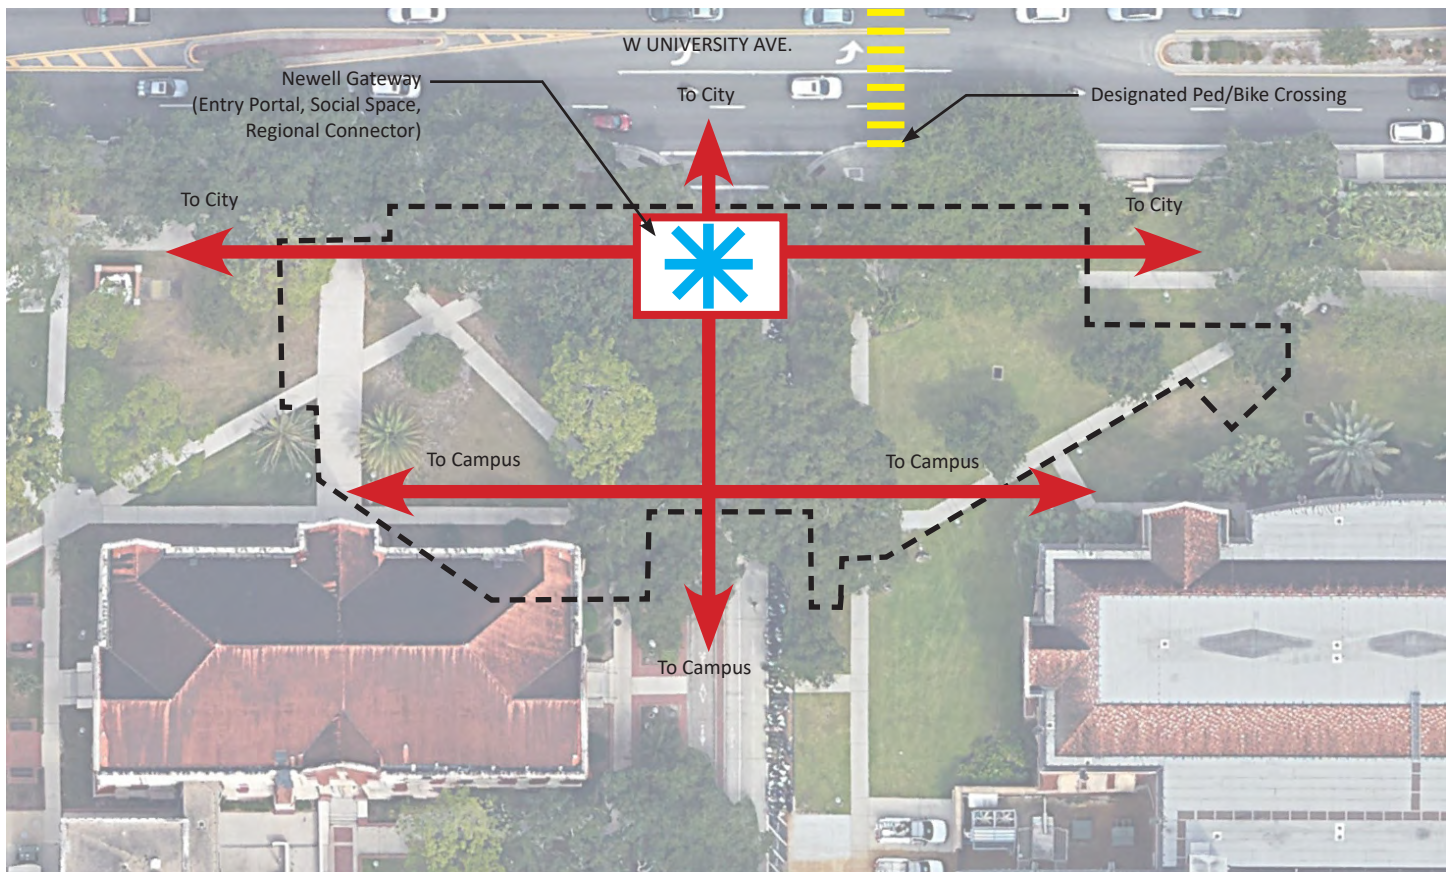 W UNIVERSITY AVE.
Newell Gateway
(Entry Portal, Social Space,
Regional Connector)
To City
Designated Ped/Bike Crossing
To City
To City
To Campus
To Campus
To Campus